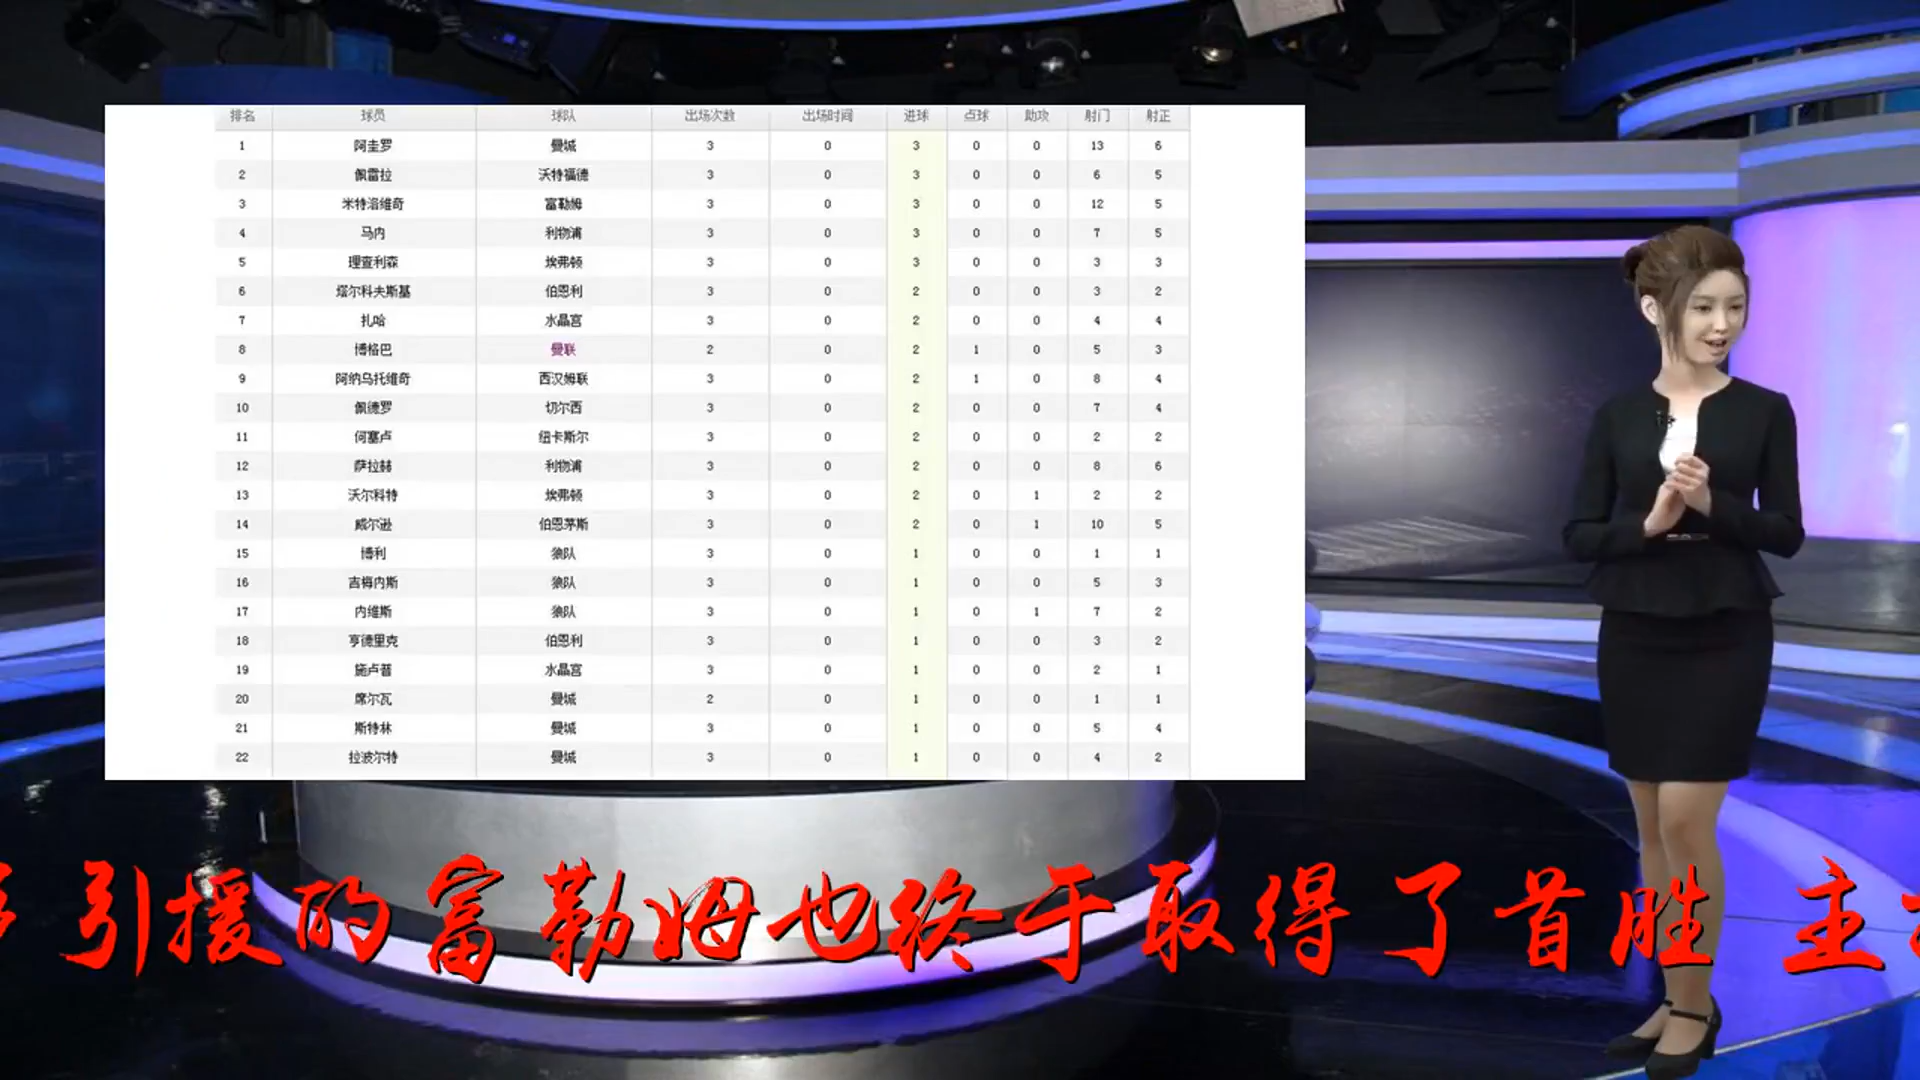 排名 球员 球队 出场次数 出场时间 进球 点球 助攻 射门 射正
1 阿圭罗 曼城 3 0 3 0 0 13 6
2 佩雷拉 沃特福德 3 0 3 0 0 6 5
3 米特洛维奇 富勒姆 3 0 3 0 0 12 5
4 马内 利物浦 3 0 3 0 0 7 5
5 理查利森 埃弗顿 3 0 3 0 0 3 3
6 塔尔科夫斯基 伯恩利 3 0 2 0 0 3 2
7 扎哈 水晶宫 3 0 2 0 0 4 4
8 博格巴 曼联 2 0 2 1 0 5 3
9 阿纳乌托维奇 西汉姆联 3 0 2 1 0 8 4
10 佩德罗 切尔西 3 0 2 0 0 7 4
11 何塞卢 纽卡斯尔 3 0 2 0 0 2 2
12 萨拉赫 利物浦 3 0 2 0 0 8 6
13 沃尔科特 埃弗顿 3 0 2 0 1 2 2
14 威尔逊 伯恩茅斯 3 0 2 0 1 10 5
15 博利 狼队 3 0 1 0 0 1 1
16 吉梅内斯 狼队 3 0 1 0 0 5 3
17 内维斯 狼队 3 0 1 0 1 7 2
18 亨德里克 伯恩利 3 0 1 0 0 3 2
19 施卢普 水晶宫 3 0 1 0 0 2 1
20 席尔瓦 曼城 2 0 1 0 0 1 1
21 斯特林 曼城 3 0 1 0 0 5 4
22 拉波尔特 曼城 3 0 1 0 0 4 2
引援的富勒姆也终于取得了首胜 主